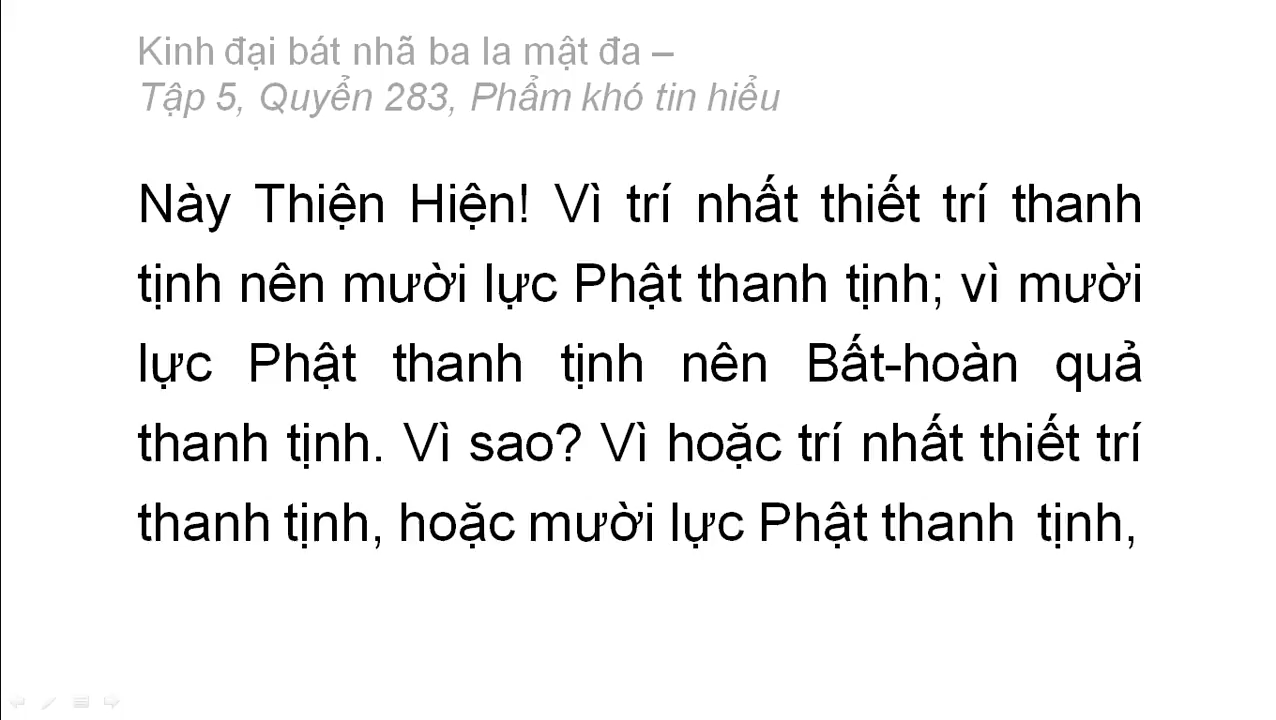 Kinh đại bát nhã ba la mật đa –
Tập 5, Quyển 283, Phẩm khó tin hiểu
Này Thiện Hiện! Vì trí nhất thiết trí thanh
tịnh nên mười lực Phật thanh tịnh; vì mười
lực Phật thanh tịnh nên Bất-hoàn quả
thanh tịnh. Vì sao? Vì hoặc trí nhất thiết trí
thanh tịnh, hoặc mười lực Phật thanh tịnh,